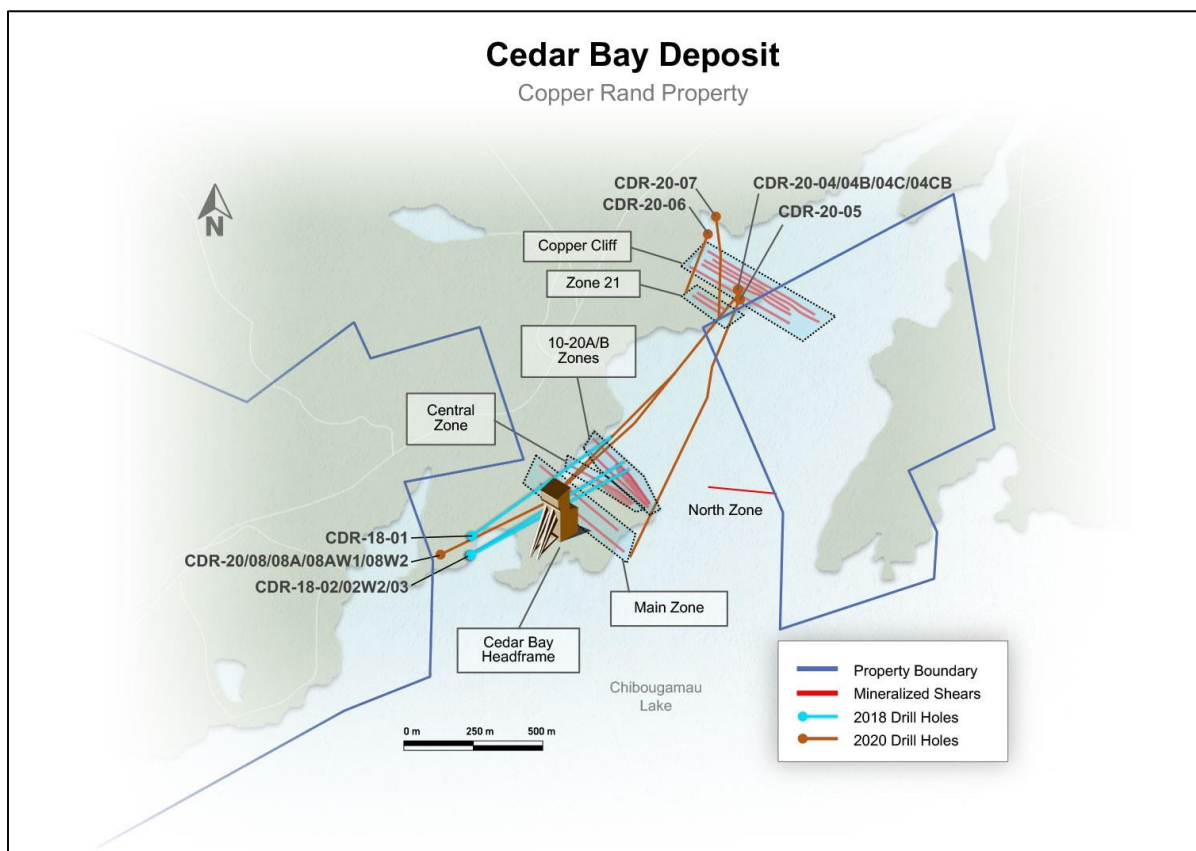 Cedar Bay Deposit
Copper Rand Property
N
CDR-20-07
CDR-20-06
CDR-20-04/04B/04C/04CB
CDR-20-05
Copper Cliff
Zone 21
10-20A/B
Zones
Central
Zone
North Zone
CDR-18-01
CDR-20/08/08A/08AW1/08W2
CDR-18-02/02W2/03
Main Zone
Cedar Bay
Headframe
Chibougamau
Lake
0 m
250 m
500 m
Property Boundary
Mineralized Shears
2018 Drill Holes
2020 Drill Holes